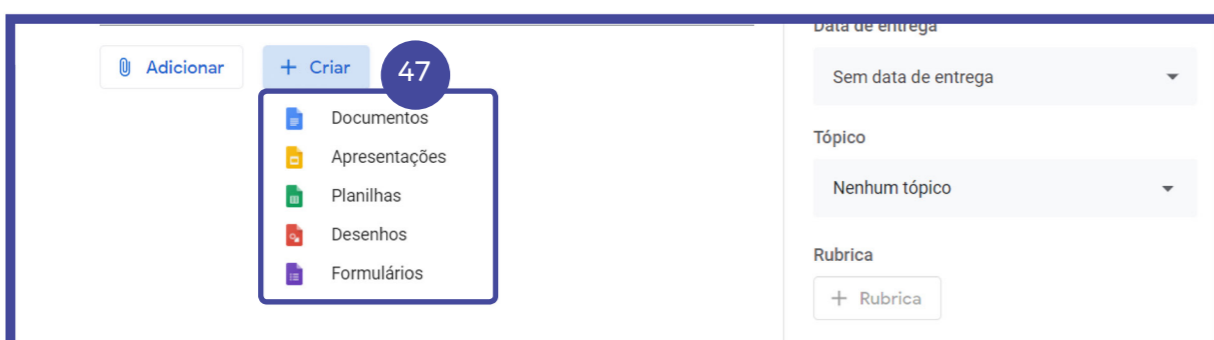 Adicionar
+ Criar
47
Documentos
Apresentações
Planilhas
Desenhos
Formulários
Data de entrega
Sem data de entrega
Tópico
Nenhum tópico
Rubrica
+ Rubrica